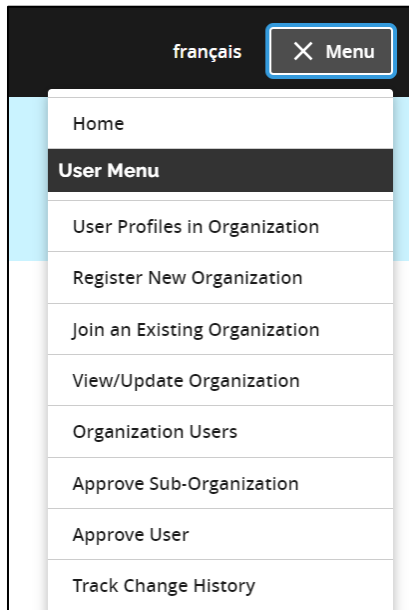 français
Menu
Home
User Menu
User Profiles in Organization
Register New Organization
Join an Existing Organization
View/Update Organization
Organization Users
Approve Sub-Organization
Approve User
Track Change History